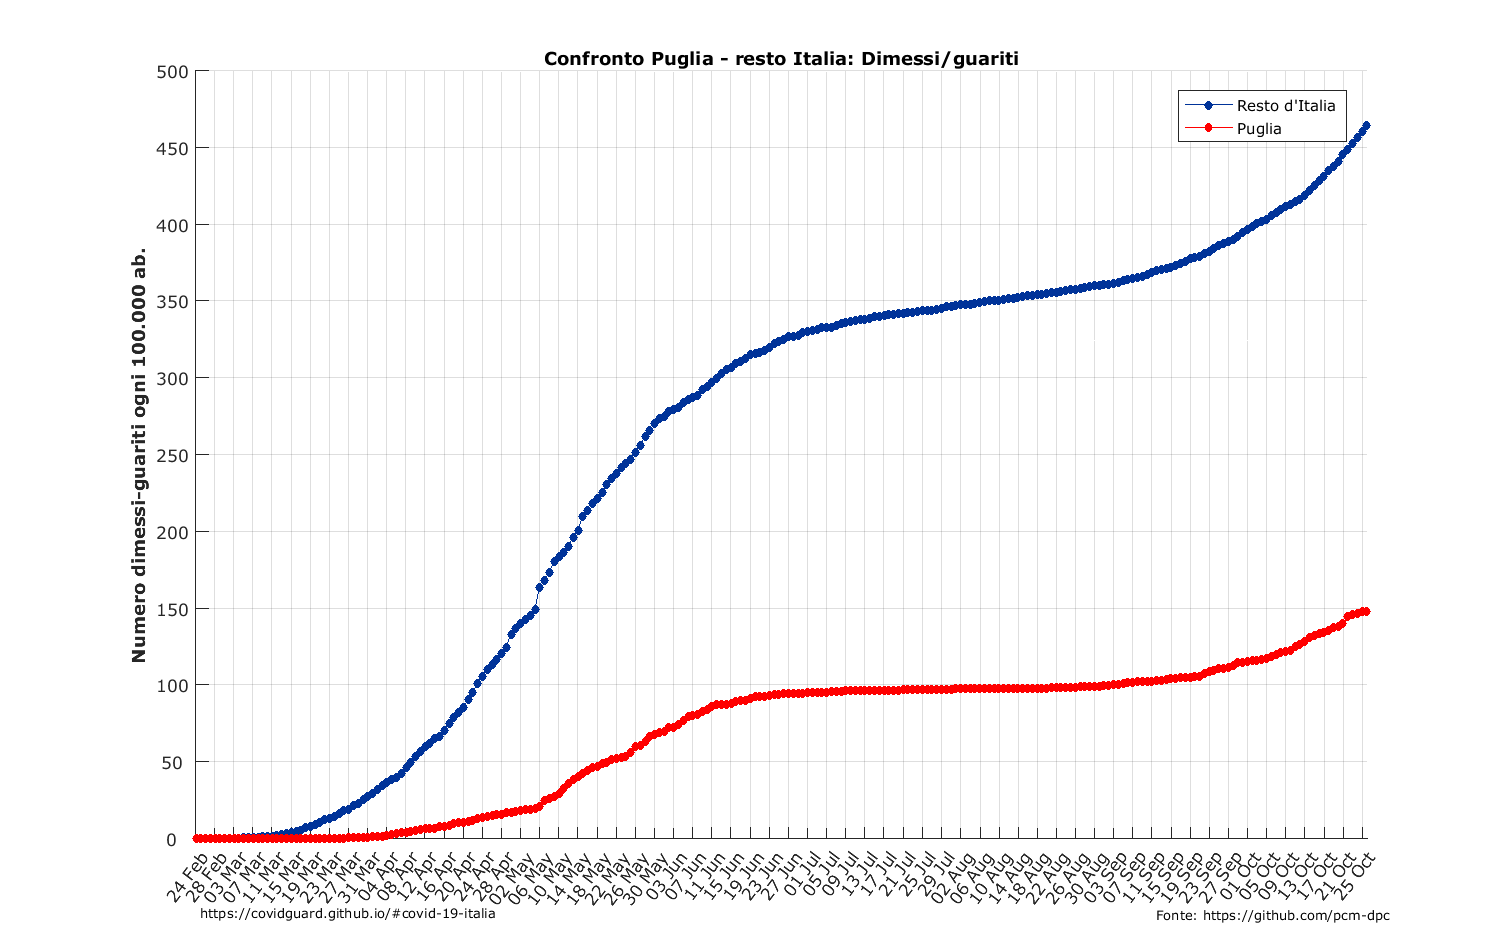 Confronto Puglia - resto Italia: Dimessi/guariti
Resto d'Italia
Puglia
Numero dimessi-guariti ogni 100.000 ab.
500
450
400
350
300
250
200
150
100
50
0
24 Feb
28 Feb
03 Mar
07 Mar
11 Mar
15 Mar
19 Mar
23 Mar
27 Mar
31 Mar
04 Apr
08 Apr
12 Apr
16 Apr
20 Apr
24 Apr
28 Apr
02 May
06 May
10 May
14 May
18 May
22 May
26 May
30 May
03 Jun
07 Jun
11 Jun
15 Jun
19 Jun
23 Jun
27 Jun
01 Jul
05 Jul
09 Jul
13 Jul
17 Jul
21 Jul
25 Jul
29 Jul
02 Aug
06 Aug
10 Aug
14 Aug
18 Aug
22 Aug
26 Aug
30 Aug
03 Sep
07 Sep
11 Sep
15 Sep
19 Sep
23 Sep
27 Sep
01 Oct
05 Oct
09 Oct
13 Oct
17 Oct
21 Oct
25 Oct
https://covidguard.github.io/#covid-19-italia
Fonte: https://github.com/pcm-dpc